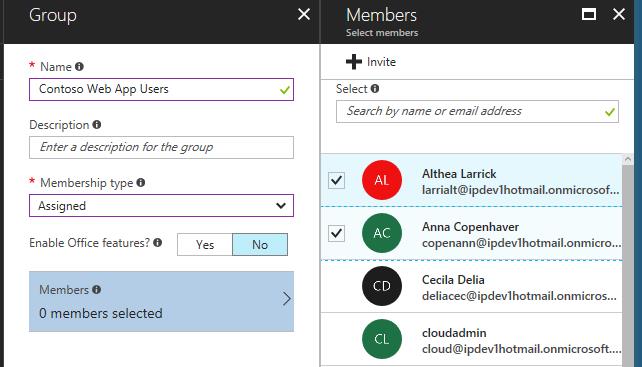 Group
* Name
Contoso Web App Users
Description
Enter a description for the group
* Membership type
Assigned
Enable Office features?
Yes
No
Members
0 members selected
Members
Select members
Invite
Select
Search by name or email address
AL
Althea Larrick
larrialt@ipdev1hotmail.onmicrosof...
AC
Anna Copenhaver
copenann@ipdev1hotmail.onmicro...
CD
Cecila Delia
deliacec@ipdev1hotmail.onmicros...
CL
cloudadmin
cloud@ipdev1hotmail.onmicrosoft....